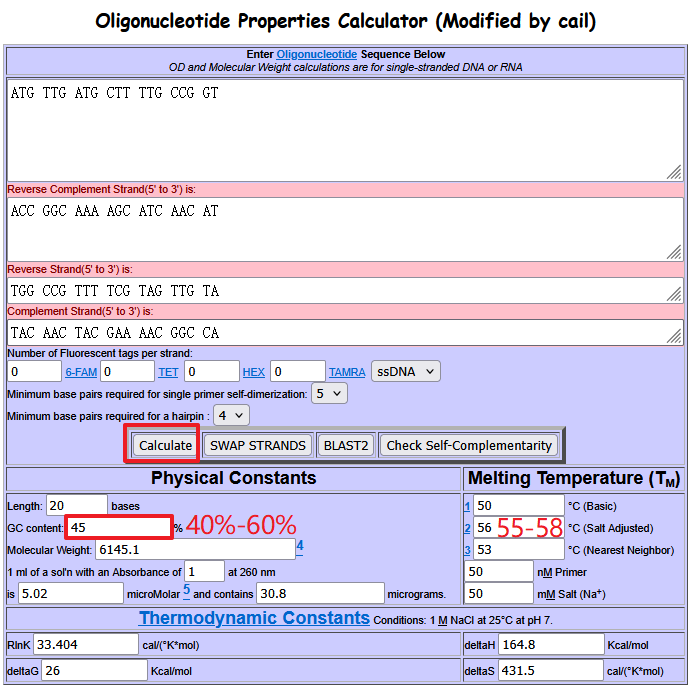 Oligonucleotide Properties Calculator (Modified by cail)
Enter Oligonucleotide Sequence Below
OD and Molecular Weight calculations are for single-stranded DNA or RNA
ATG TTG ATG CTT TTG CCG GT
Reverse Complement Strand(5' to 3') is:
ACC GGC AAA AGC ATC AAC AT
Reverse Strand(5' to 3') is:
TGG CCG TTT TCG TAG TTG TA
Complement Strand(5' to 3') is:
TAC AAC TAC GAA AAC GGC CA
Number of Fluorescent tags per strand:
0 6-FAM 0 TET 0 HEX 0 TAMRA ssDNA
Minimum base pairs required for single primer self-dimerization: 5
Minimum base pairs required for a hairpin : 4
Calculate SWAP STRANDS BLAST2 Check Self-Complementarity
Physical Constants Melting Temperature (TM)
Length: 20 bases 1 50 °C (Basic)
GC content: 45 % 40%-60% 2 56 55-58 °C (Salt Adjusted)
Molecular Weight: 6145.1 4 3 53 °C (Nearest Neighbor)
1 ml of a sol'n with an Absorbance of 1 at 260 nm 50 nM Primer
is 5.02 microMolar 5 and contains 30.8 micrograms. 50 mM Salt (Na+)
Thermodynamic Constants Conditions: 1 M NaCl at 25°C at pH 7.
RlnK 33.404 cal/(°K*mol) deltaH 164.8 Kcal/mol
deltaG 26 Kcal/mol deltaS 431.5 cal/(°K*mol)